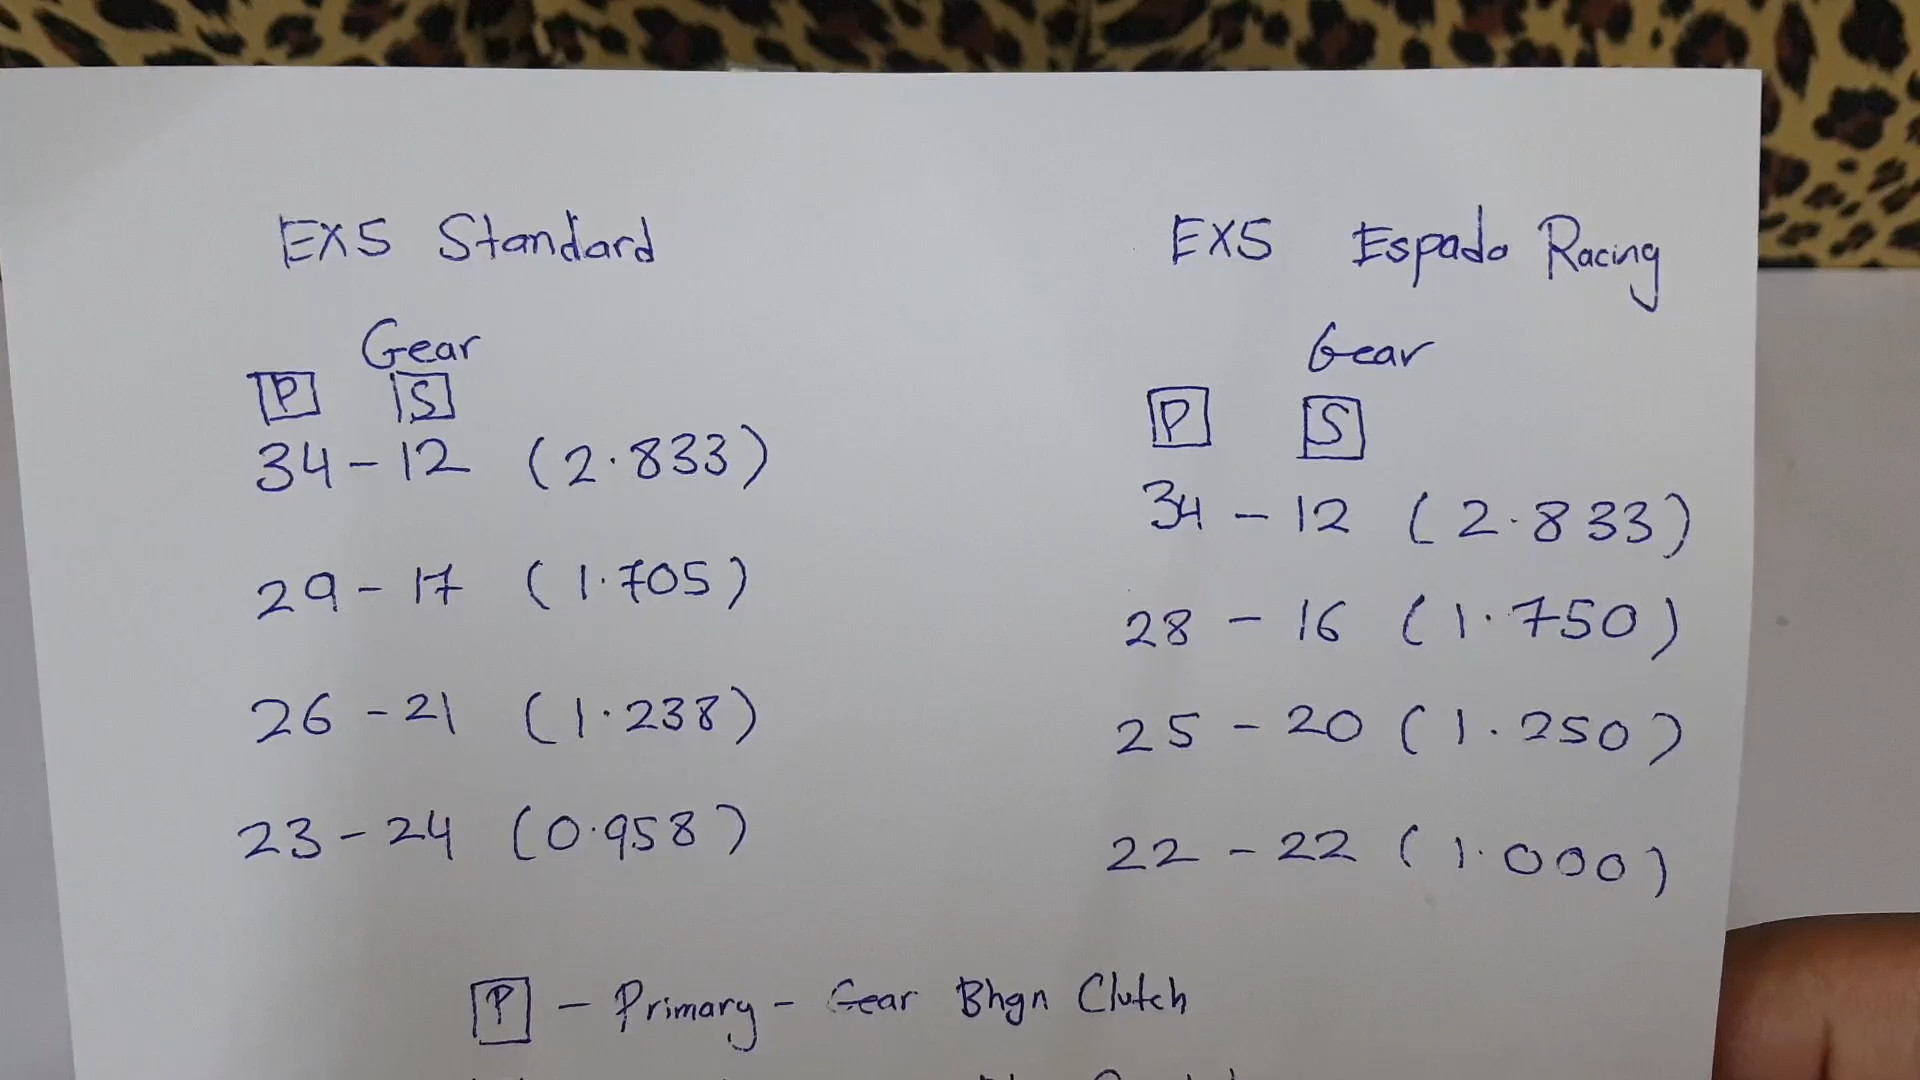 EX5 Standard
Gear
P S
34 - 12 (2.833)
29 - 17 (1.705)
26 - 21 (1.238)
23 - 24 (0.958)
EX5 Espada Racing
Gear
P S
34 - 12 (2.833)
28 - 16 (1.750)
25 - 20 (1.250)
22 - 22 (1.000)
P - Primary - Gear Bhgn Clutch